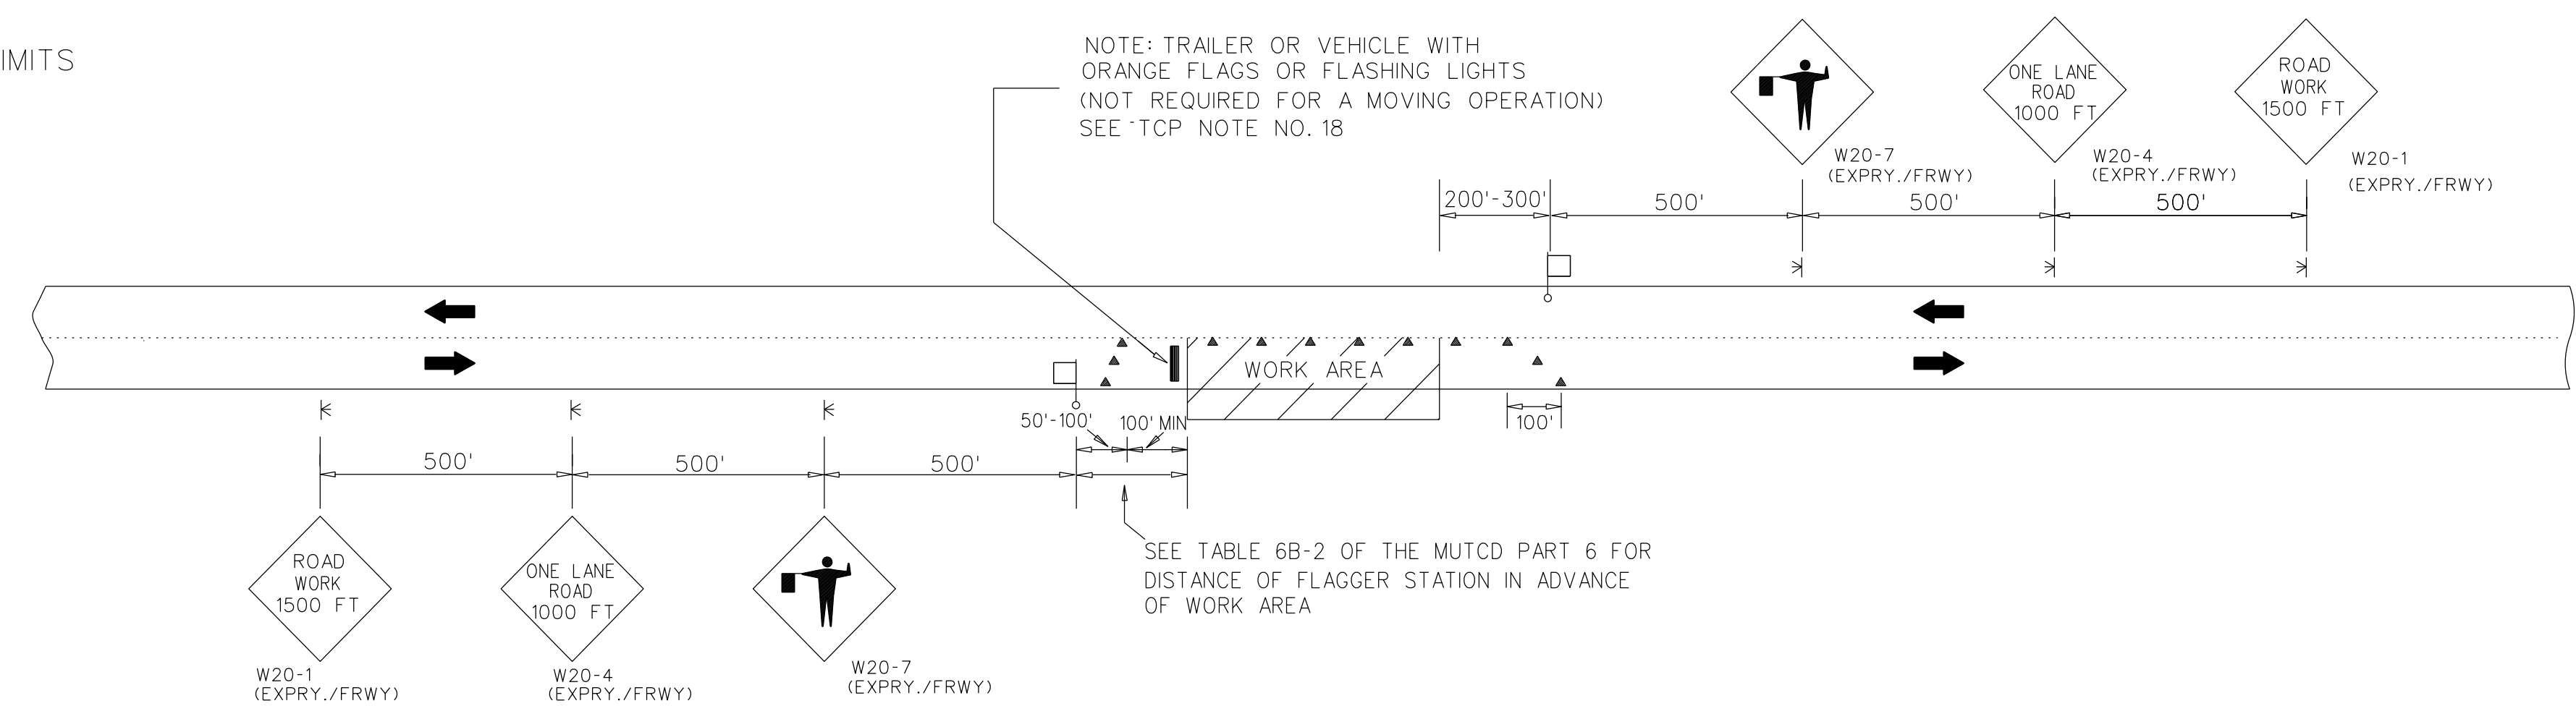 IMITS
NOTE: TRAILER OR VEHICLE WITH
ORANGE FLAGS OR FLASHING LIGHTS
(NOT REQUIRED FOR A MOVING OPERATION)
SEE -TCP NOTE NO. 18
ONE LANE
ROAD
1000 FT
ROAD
WORK
1500 FT
W20-7
(EXPRY./FRWY)
W20-4
(EXPRY./FRWY)
W20-1
(EXPRY./FRWY)
200'-300'
500'
500'
500'
WORK AREA
50'-100'
100' MIN
100'
500'
500'
500'
SEE TABLE 6B-2 OF THE MUTCD PART 6 FOR
DISTANCE OF FLAGGER STATION IN ADVANCE
OF WORK AREA
ROAD
WORK
1500 FT
ONE LANE
ROAD
1000 FT
W20-1
(EXPRY./FRWY)
W20-4
(EXPRY./FRWY)
W20-7
(EXPRY./FRWY)